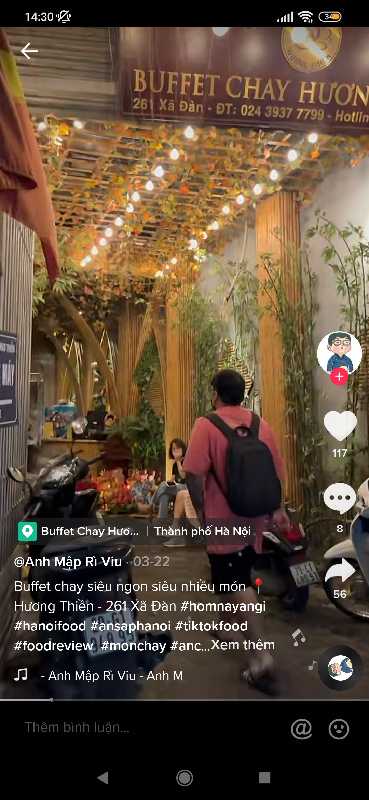 14:30
34
BUFFET CHAY HƯƠN
261 Xã Đàn - ĐT: 024 3937 7799 - Hotlin
117
8
56
Buffet Chay Hươ... | Thành phố Hà Nội
@Anh Mập Rì Viu · 03-22
Buffet chay siêu ngon siêu nhiều món 📍
Hương Thiền - 261 Xã Đàn #homnayangi
#hanoifood #ansaphanoi #tiktokfood
#foodreview #monchay #anc...Xem thêm
- Anh Mập Rì Viu - Anh M
Thêm bình luận...